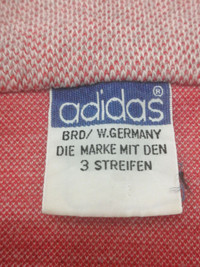 adidas®
BRD/ W.GERMANY
DIE MARKE MIT DEN
3 STREIFEN